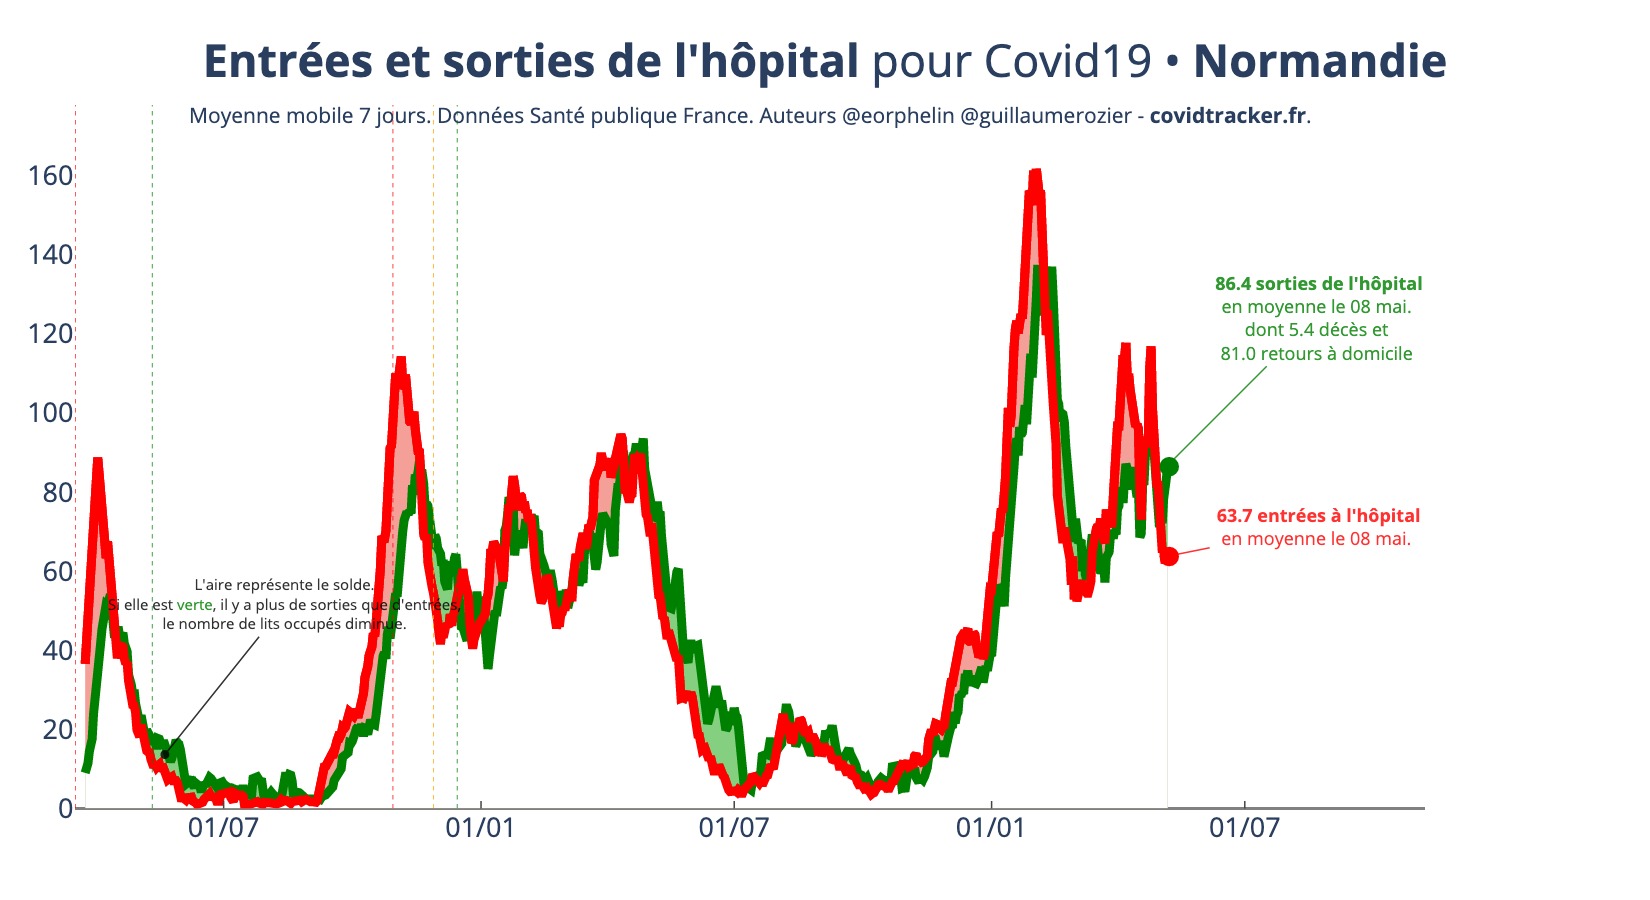 Entrées et sorties de l'hôpital pour Covid19 • Normandie
Moyenne mobile 7 jours. Données Santé publique France. Auteurs @eorphelin @guillaumerozier - covidtracker.fr.
160
140
120
100
80
60
40
20
0
86.4 sorties de l'hôpital
en moyenne le 08 mai.
dont 5.4 décès et
81.0 retours à domicile
63.7 entrées à l'hôpital
en moyenne le 08 mai.
L'aire représente le solde.
Si elle est verte, il y a plus de sorties que d'entrées,
le nombre de lits occupés diminue.
01/07
01/01
01/07
01/01
01/07